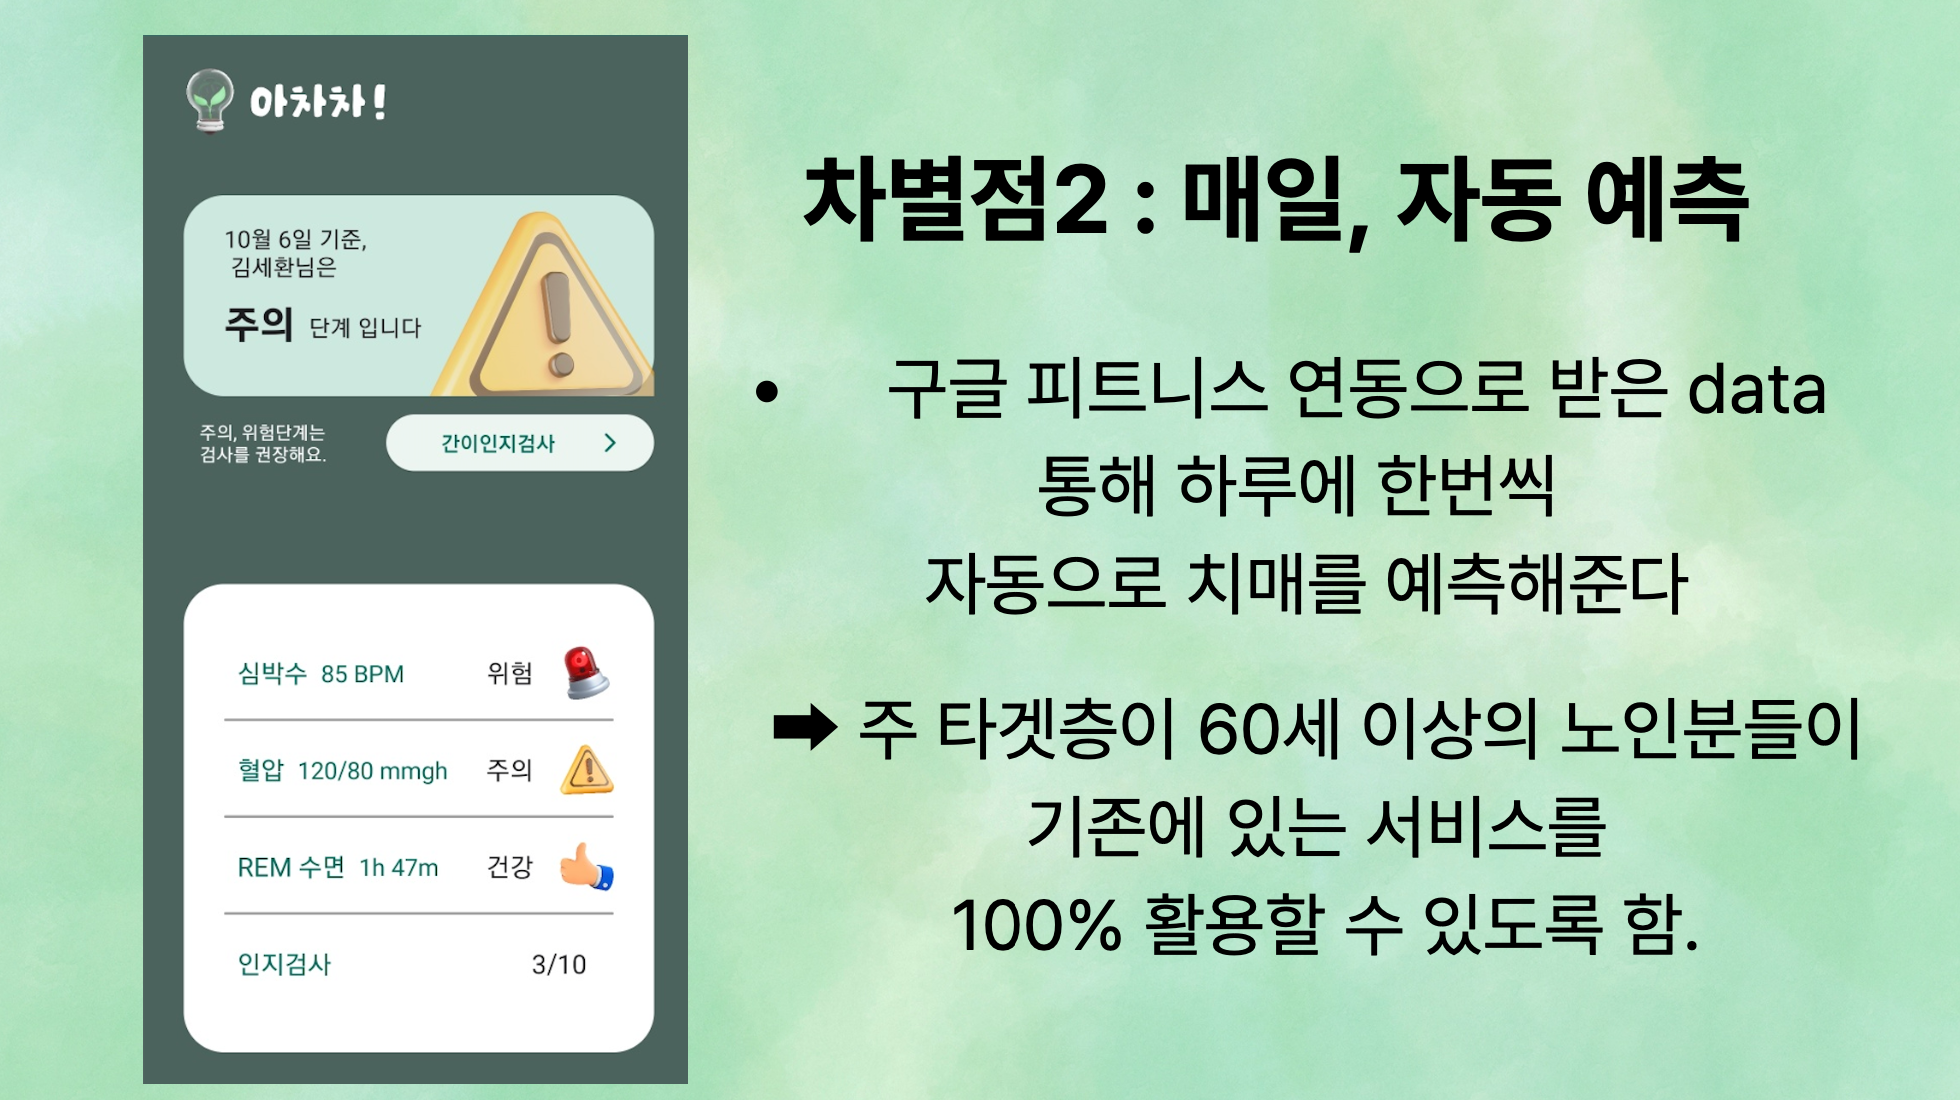 아차차!
10월 6일 기준,
김세환님은
주의 단계 입니다
주의, 위험단계는
검사를 권장해요.
간이인지검사
심박수 85 BPM 위험
혈압 120/80 mmgh 주의
REM 수면 1h 47m 건강
인지검사 3/10
차별점2 : 매일, 자동 예측
• 구글 피트니스 연동으로 받은 data
통해 하루에 한번씩
자동으로 치매를 예측해준다
➡ 주 타겟층이 60세 이상의 노인분들이
기존에 있는 서비스를
100% 활용할 수 있도록 함.